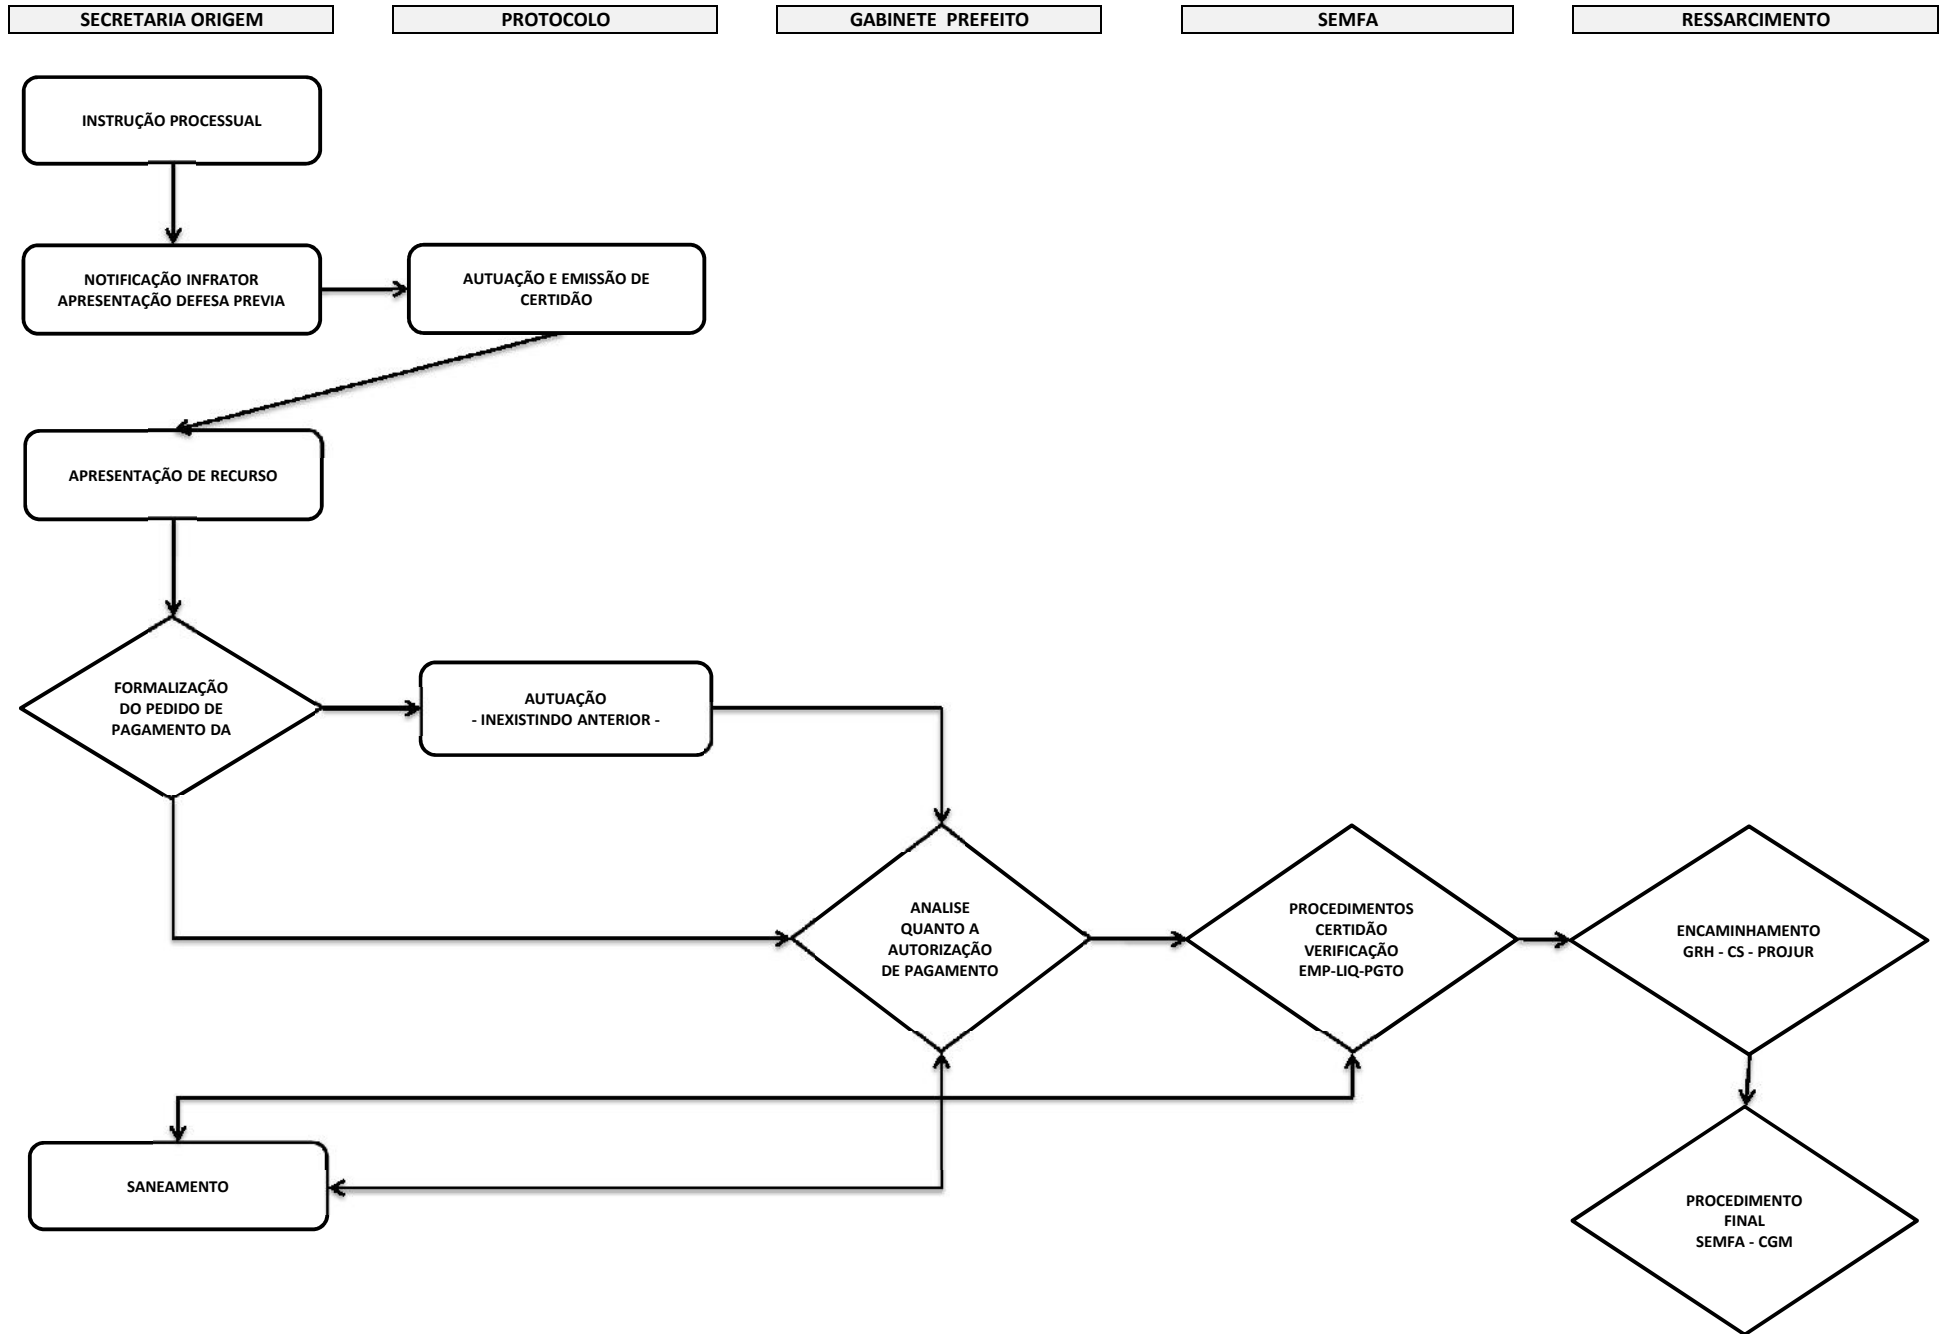 SECRETARIA ORIGEM
PROTOCOLO
GABINETE PREFEITO
SEMFA
RESSARCIMENTO
INSTRUÇÃO PROCESSUAL
NOTIFICAÇÃO INFRATOR
APRESENTAÇÃO DEFESA PREVIA
AUTUAÇÃO E EMISSÃO DE
CERTIDÃO
APRESENTAÇÃO DE RECURSO
FORMALIZAÇÃO
DO PEDIDO DE
PAGAMENTO DA
AUTUAÇÃO
- INEXISTINDO ANTERIOR -
ANALISE
QUANTO A
AUTORIZAÇÃO
DE PAGAMENTO
PROCEDIMENTOS
CERTIDÃO
VERIFICAÇÃO
EMP-LIQ-PGTO
ENCAMINHAMENTO
GRH - CS - PROJUR
SANEAMENTO
PROCEDIMENTO
FINAL
SEMFA - CGM